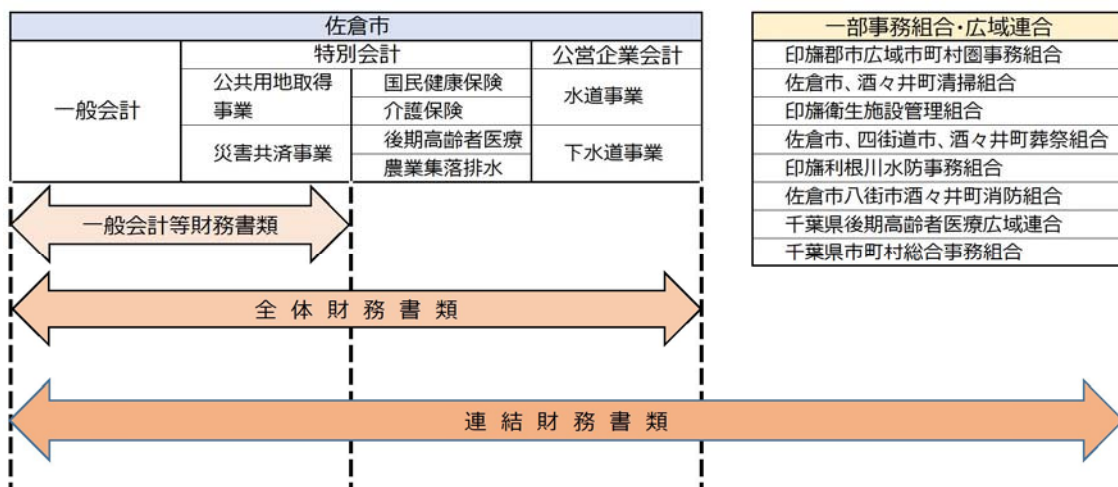 佐倉市
一般会計
特別会計
公共用地取得
事業
災害共済事業
国民健康保険
介護保険
後期高齢者医療
農業集落排水
公営企業会計
水道事業
下水道事業
一部事務組合・広域連合
印旛郡市広域市町村圏事務組合
佐倉市、酒々井町清掃組合
印旛衛生施設管理組合
佐倉市、四街道市、酒々井町葬祭組合
印旛利根川水防事務組合
佐倉市八街市酒々井町消防組合
千葉県後期高齢者医療広域連合
千葉県市町村総合事務組合
一般会計等財務書類
全体財務書類
連結財務書類